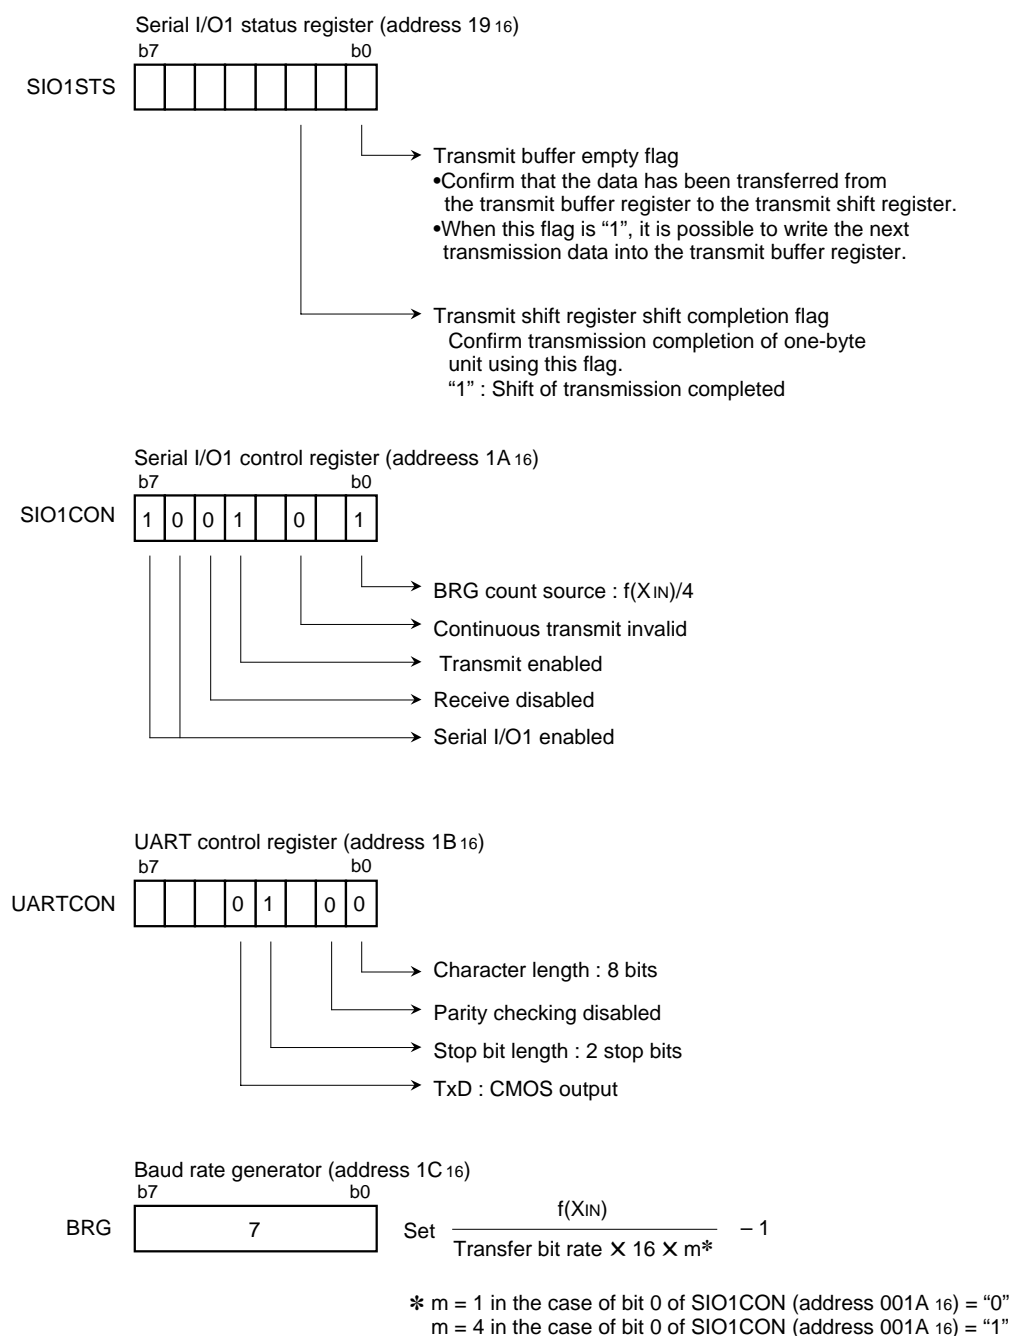 Serial I/O1 status register (address 19 16)
b7 b0
SIO1STS
Transmit buffer empty flag
•Confirm that the data has been transferred from
the transmit buffer register to the transmit shift register.
•When this flag is “1”, it is possible to write the next
transmission data into the transmit buffer register.
Transmit shift register shift completion flag
Confirm transmission completion of one-byte
unit using this flag.
“1” : Shift of transmission completed
Serial I/O1 control register (addreess 1A 16)
b7 b0
SIO1CON 1 0 0 1 0 1
BRG count source : f(XIN)/4
Continuous transmit invalid
Transmit enabled
Receive disabled
Serial I/O1 enabled
UART control register (address 1B 16)
b7 b0
UARTCON 0 1 0 0
Character length : 8 bits
Parity checking disabled
Stop bit length : 2 stop bits
TxD : CMOS output
Baud rate generator (address 1C 16)
b7 b0
BRG 7
Set f(XIN) – 1
Transfer bit rate ✕ 16 ✕ m✽
✽ m = 1 in the case of bit 0 of SIO1CON (address 001A 16) = “0”
m = 4 in the case of bit 0 of SIO1CON (address 001A 16) = “1”